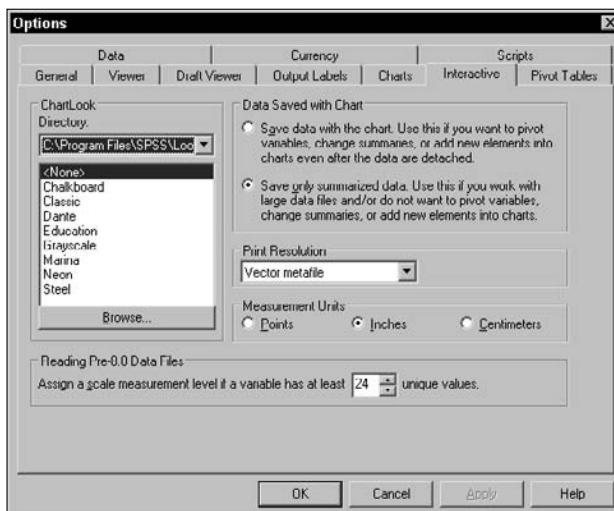 Options
Data Currency Scripts
General Viewer Draft Viewer Output Labels Charts Interactive Pivot Tables
ChartLook
Directory:
C:\Program Files\SPSS\Loo
<None>
Chalkboard
Classic
Dante
Education
Grayscale
Marina
Neon
Steel
Browse...
Data Saved with Chart
Save data with the chart. Use this if you want to pivot
variables, change summaries, or add new elements into
charts even after the data are detached.
Save only summarized data. Use this if you work with
large data files and/or do not want to pivot variables,
change summaries, or add new elements into charts.
Print Resolution
Vector metafile
Measurement Units
Points Inches Centimeters
Reading Pre-8.0 Data Files
Assign a scale measurement level if a variable has at least 24 unique values.
OK Cancel Apply Help